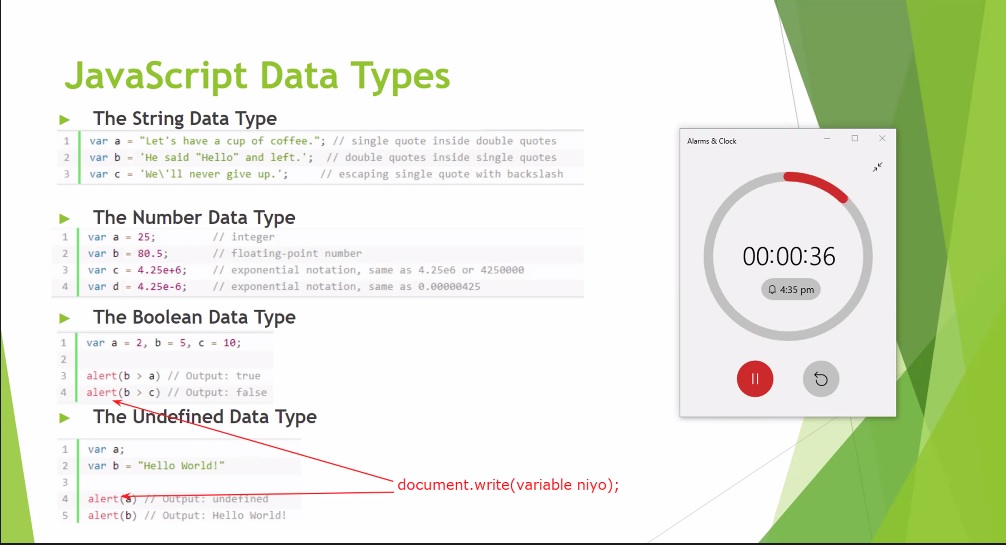 JavaScript Data Types
The String Data Type
1 var a = "Let's have a cup of coffee."; // single quote inside double quotes
2 var b = 'He said "Hello" and left.'; // double quotes inside single quotes
3 var c = 'We\'ll never give up.'; // escaping single quote with backslash
The Number Data Type
1 var a = 25; // integer
2 var b = 80.5; // floating-point number
3 var c = 4.25e+6; // exponential notation, same as 4.25e6 or 4250000
4 var d = 4.25e-6; // exponential notation, same as 0.00000425
The Boolean Data Type
1 var a = 2, b = 5, c = 10;
2
3 alert(b > a) // Output: true
4 alert(b > c) // Output: false
The Undefined Data Type
1 var a;
2 var b = "Hello World!"
3
4 alert(a) // Output: undefined
5 alert(b) // Output: Hello World!
document.write(variable niyo);
Alarms & Clock
00:00:36
4:35 pm